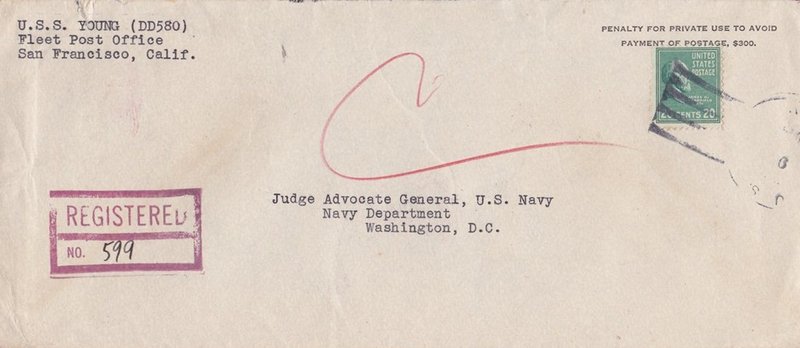 U.S.S. YOUNG (DD580)
Fleet Post Office
San Francisco, Calif.
PENALTY FOR PRIVATE USE TO AVOID
PAYMENT OF POSTAGE, $300.
UNITED
STATES
POSTAGE
20 CENTS 20
Judge Advocate General, U.S. Navy
Navy Department
Washington, D.C.
REGISTERED
NO. 599